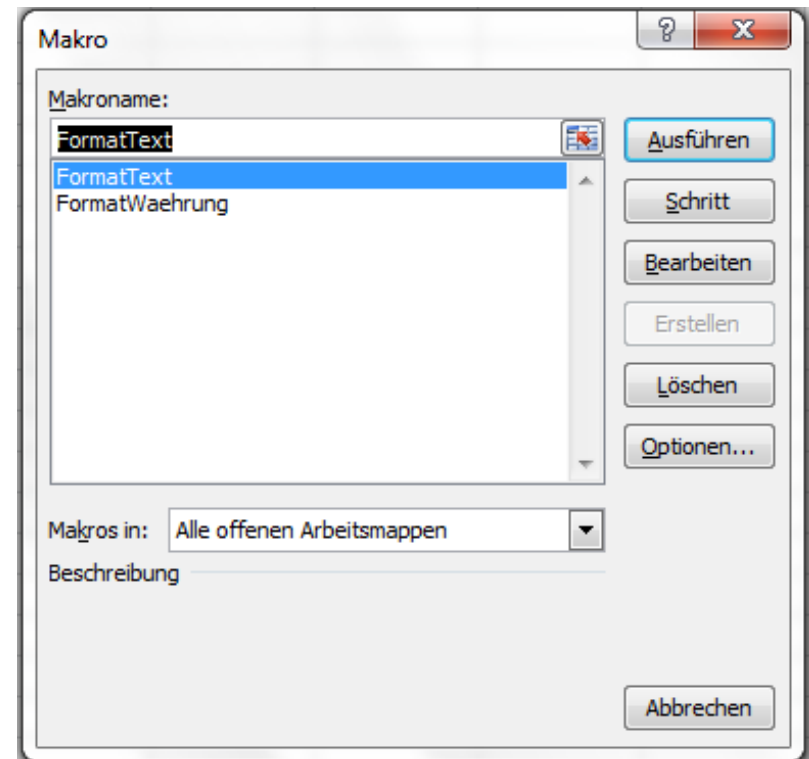 Makro
Makroname:
FormatText
Ausführen
FormatText
FormatWaehrung
Schritt
Bearbeiten
Erstellen
Löschen
Optionen...
Makros in:
Alle offenen Arbeitsmappen
Beschreibung
Abbrechen